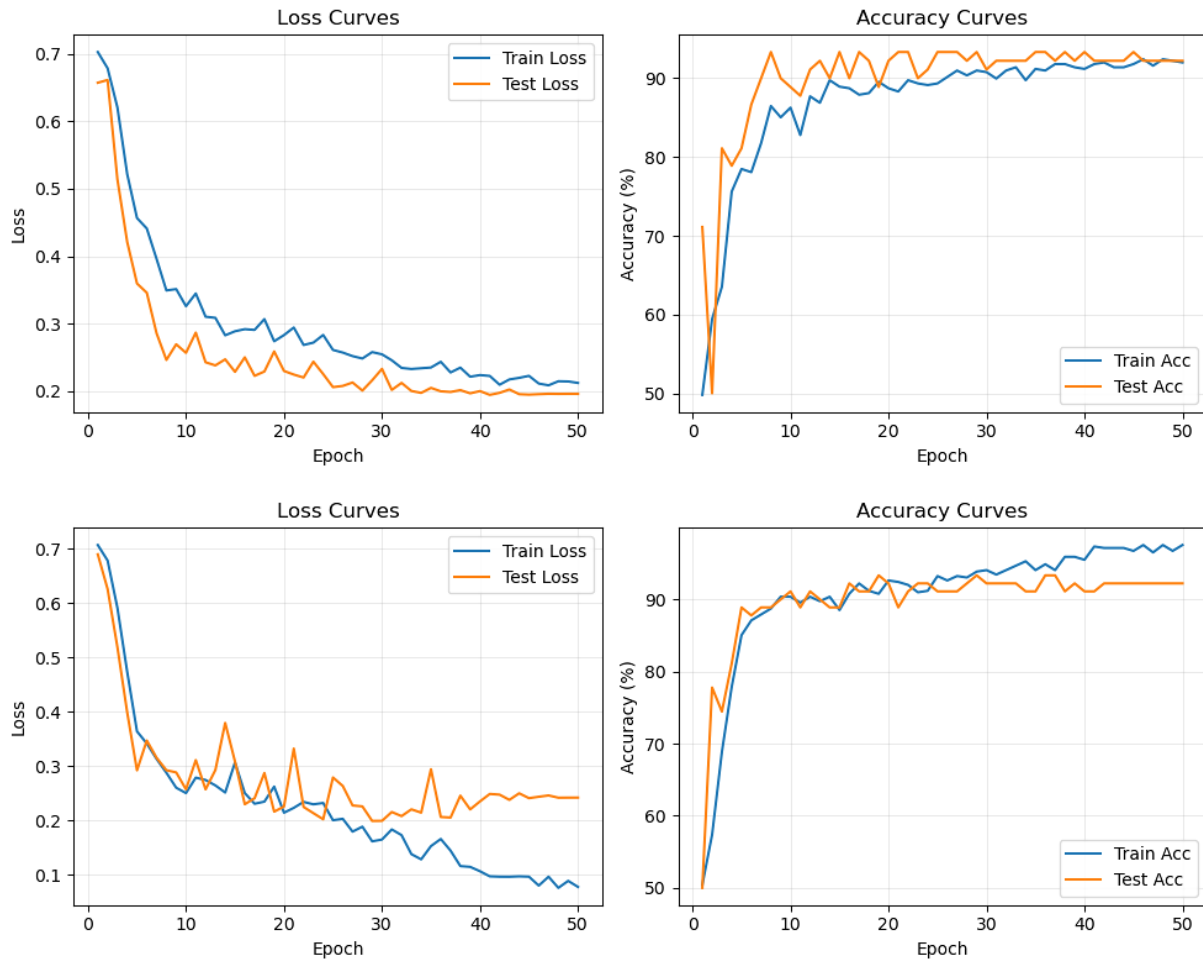 Loss Curves
Train Loss
Test Loss
0.7
0.6
0.5
0.4
0.3
0.2
Loss
0 10 20 30 40 50
Epoch
Accuracy Curves
90
80
70
60
50
Accuracy (%)
Train Acc
Test Acc
0 10 20 30 40 50
Epoch
Loss Curves
Train Loss
Test Loss
0.7
0.6
0.5
0.4
0.3
0.2
0.1
Loss
0 10 20 30 40 50
Epoch
Accuracy Curves
90
80
70
60
50
Accuracy (%)
Train Acc
Test Acc
0 10 20 30 40 50
Epoch